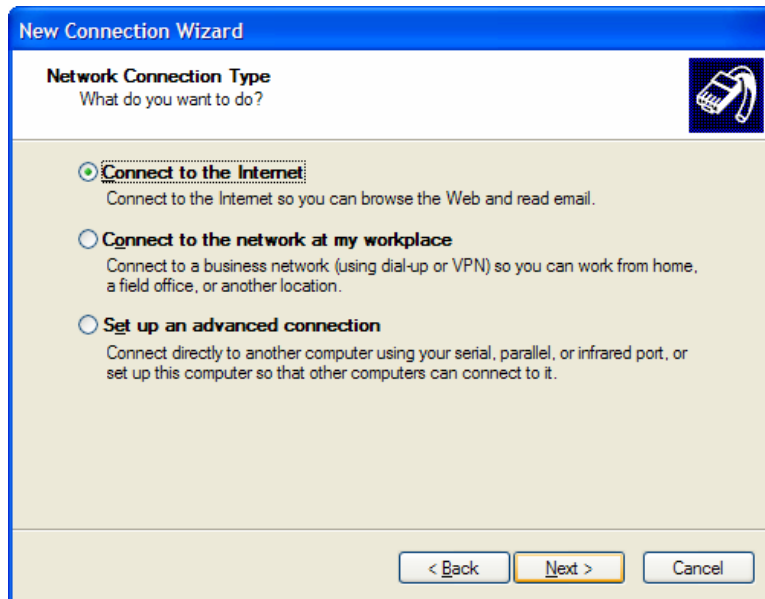 New Connection Wizard
Network Connection Type
What do you want to do?
Connect to the Internet
Connect to the Internet so you can browse the Web and read email.
Connect to the network at my workplace
Connect to a business network (using dial-up or VPN) so you can work from home,
a field office, or another location.
Set up an advanced connection
Connect directly to another computer using your serial, parallel, or infrared port, or
set up this computer so that other computers can connect to it.
< Back
Next >
Cancel